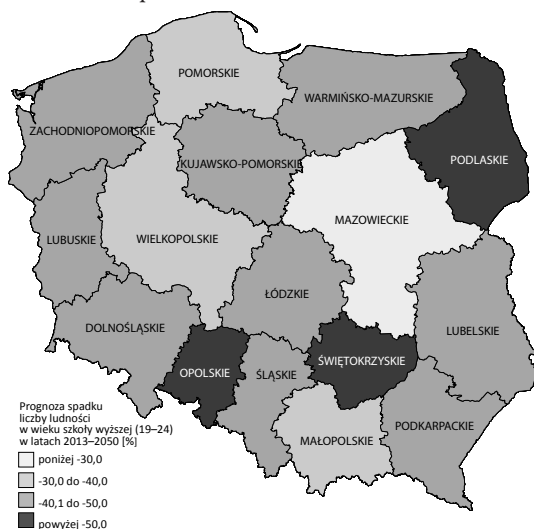 POMORSKIE
WARMIŃSKO-MAZURSKIE
ZACHODNIOPOMORSKIE
KUJAWSKO-POMORSKIE
PODLASKIE
MAZOWIECKIE
LUBUSKIE
WIELKOPOLSKIE
ŁÓDZKIE
DOLNOŚLĄSKIE
LUBELSKIE
OPOLSKIE
ŚLĄSKIE
ŚWIĘTOKRZYSKIE
MAŁOPOLSKIE
PODKARPACKIE
Prognoza spadku
liczby ludności
w wieku szkoły wyższej (19–24)
w latach 2013–2050 [%]
poniżej -30,0
-30,0 do -40,0
-40,1 do -50,0
powyżej -50,0